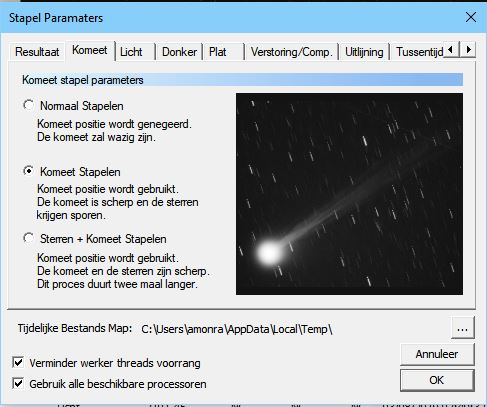 Stapel Paramaters
Resultaat Komeet Licht Donker Plat Verstoring/Comp. Uitlijning Tussentijd
Komeet stapel parameters
Normaal Stapelen
Komeet positie wordt genegeerd.
De komeet zal wazig zijn.
Komeet Stapelen
Komeet positie wordt gebruikt.
De komeet is scherp en de sterren
krijgen sporen.
Sterren + Komeet Stapelen
Komeet positie wordt gebruikt.
De komeet en de sterren zijn scherp.
Dit proces duurt twee maal langer.
Tijdelijke Bestands Map: C:\Users\amonra\AppData\Local\Temp\ ...
Verminder werker threads voorrang
Annuleer
Gebruik alle beschikbare processoren
OK